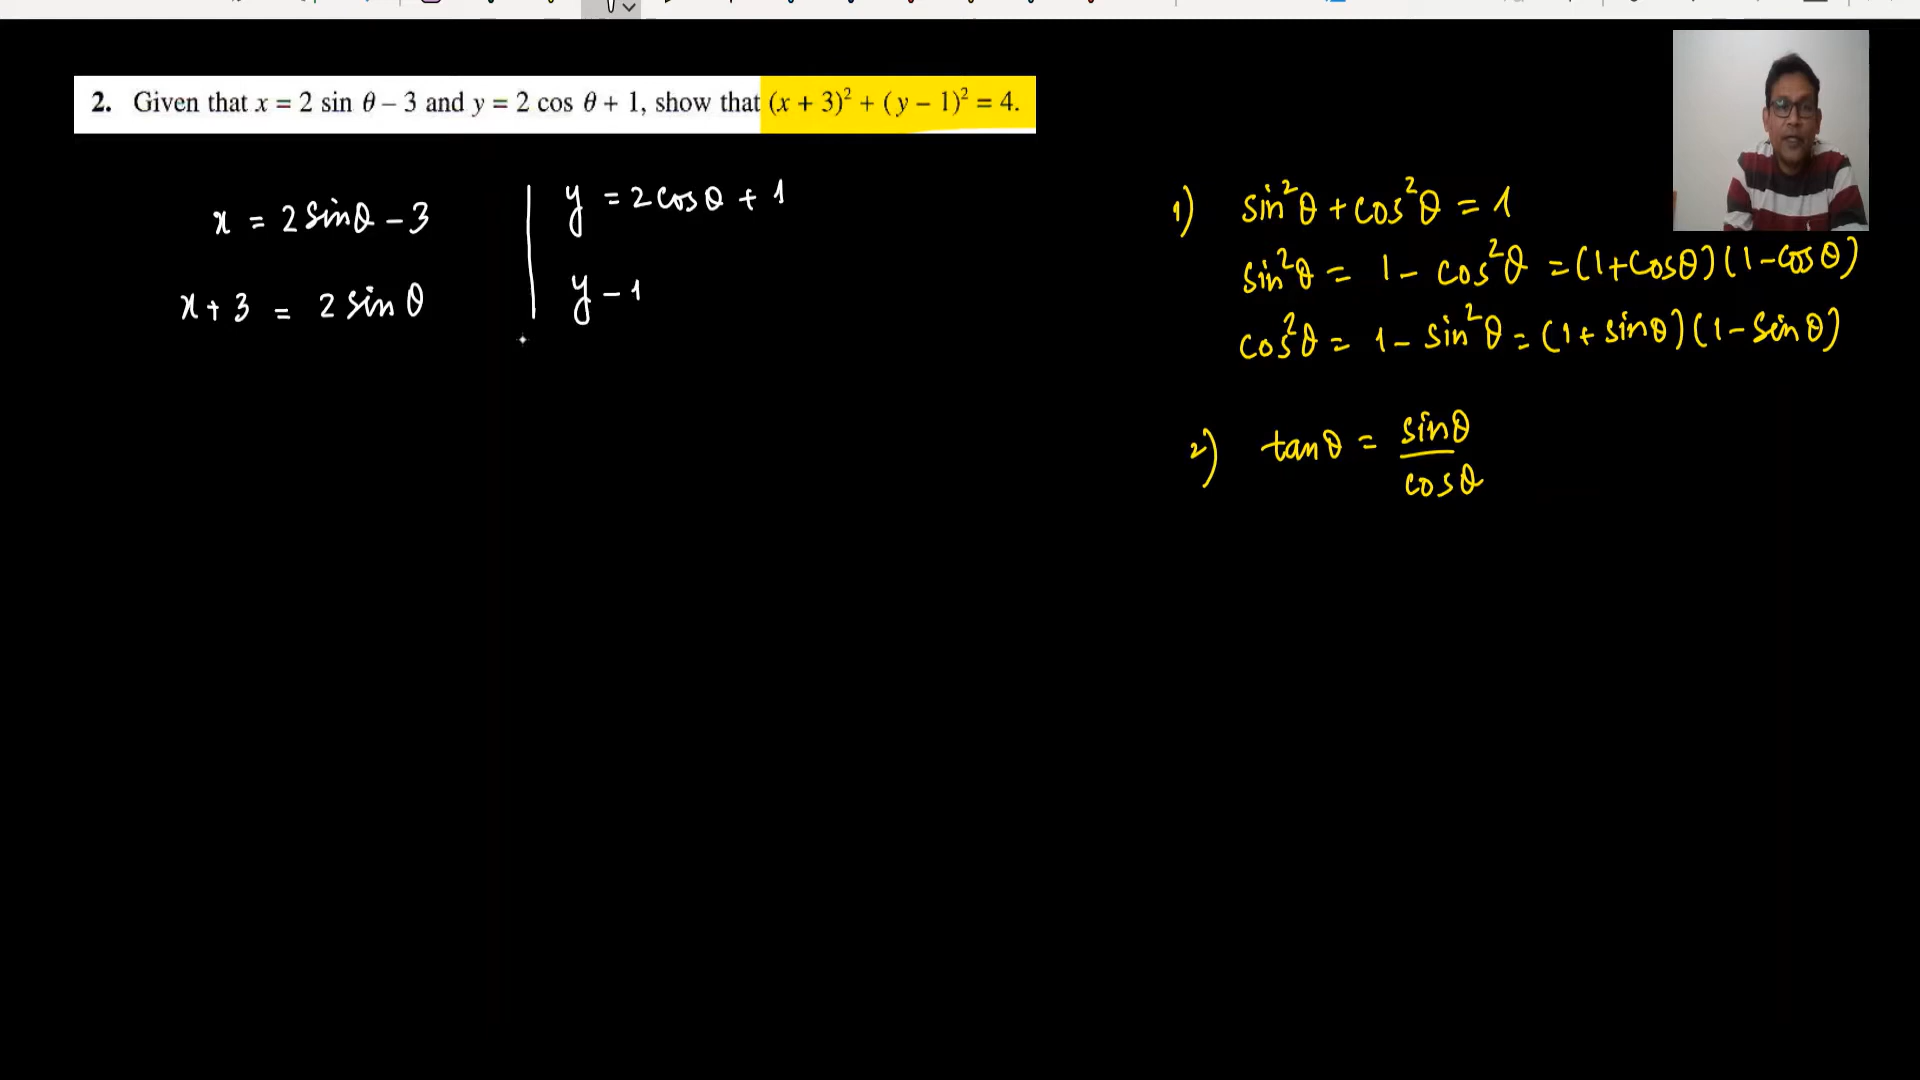 2. Given that x = 2 sin θ – 3 and y = 2 cos θ + 1, show that (x + 3)² + (y – 1)² = 4.
x = 2 sinθ – 3
x + 3 = 2 sin θ
y = 2 cosθ + 1
y – 1
1) sin²θ + cos²θ = 1
sin²θ = 1 – cos²θ = (1+cosθ)(1–cosθ)
cos²θ = 1 – sin²θ = (1+ sinθ)(1– sinθ)
2) tanθ = sinθ / cosθ